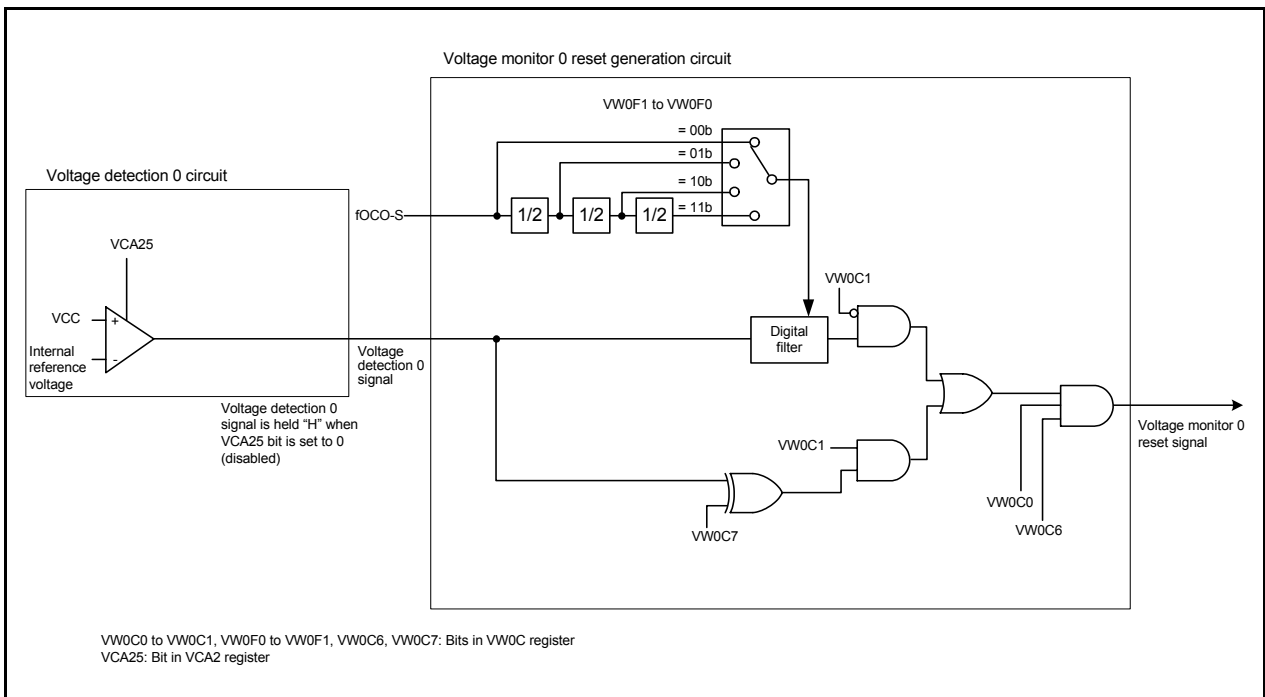 Voltage monitor 0 reset generation circuit
VW0F1 to VW0F0
= 00b
= 01b
= 10b
= 11b
Voltage detection 0 circuit
fOCO-S
1/2
1/2
1/2
VCA25
VW0C1
VCC
+
-
Internal
reference
voltage
Digital
filter
Voltage
detection 0
signal
Voltage detection 0
signal is held “H” when
VCA25 bit is set to 0
(disabled)
Voltage monitor 0
reset signal
VW0C1
VW0C0
VW0C7
VW0C6
VW0C0 to VW0C1, VW0F0 to VW0F1, VW0C6, VW0C7: Bits in VW0C register
VCA25: Bit in VCA2 register